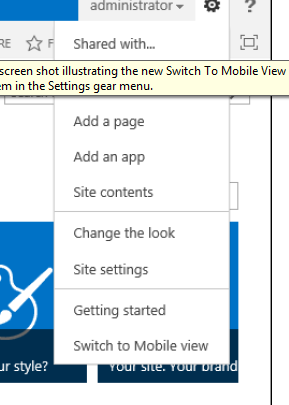 administrator
?
RE
F
Shared with...
screen shot illustrating the new Switch To Mobile View
em in the Settings gear menu.
Add a page
Add an app
Site contents
Change the look
Site settings
Getting started
Switch to Mobile view
ur style?
Your site. Your brand